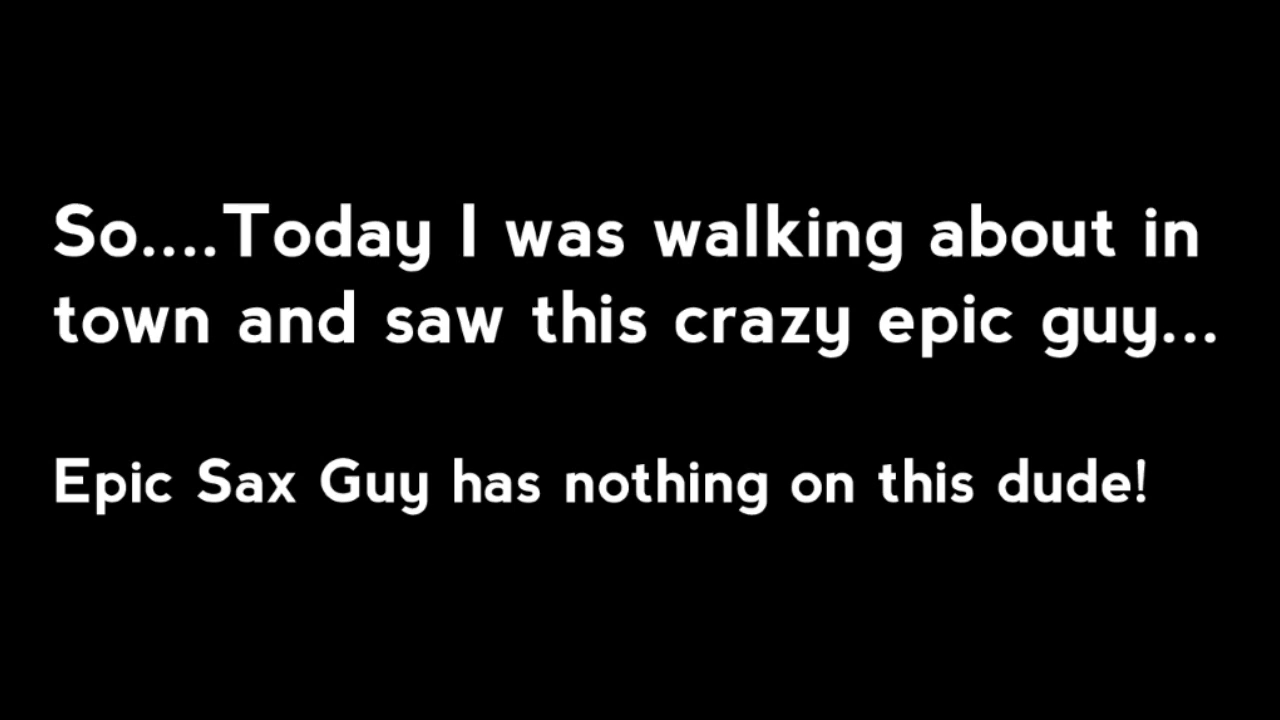 So....Today I was walking about in
town and saw this crazy epic guy...
Epic Sax Guy has nothing on this dude!